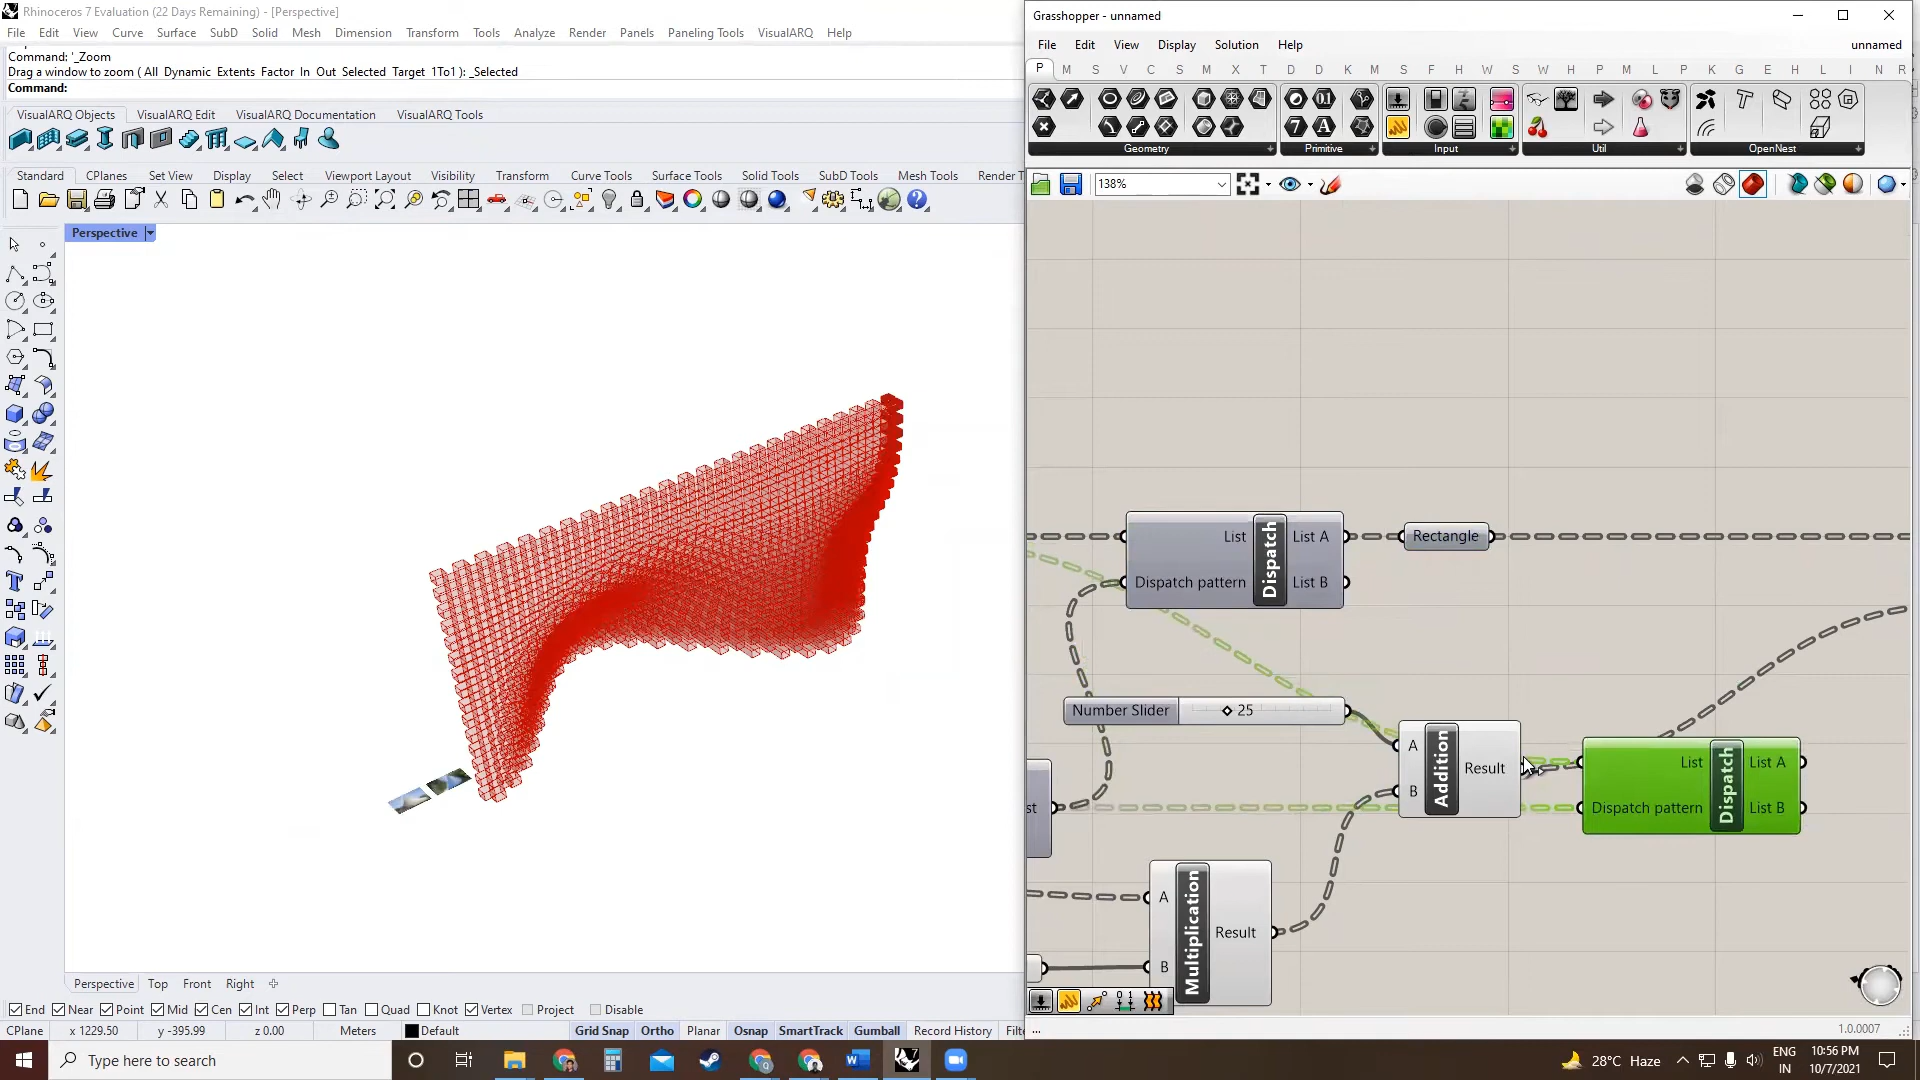 Rhinoceros 7 Evaluation (22 Days Remaining) - [Perspective]
File Edit View Curve Surface SubD Solid Mesh Dimension Transform Tools Analyze Render Panels Paneling Tools VisualARQ Help
Command: '_Zoom
Drag a window to zoom ( All Dynamic Extents Factor In Out Selected Target 1To1 ): _Selected
Command:
VisualARQ Objects VisualARQ Edit VisualARQ Documentation VisualARQ Tools
Standard CPlanes Set View Display Select Viewport Layout Visibility Transform Curve Tools Surface Tools Solid Tools SubD Tools Mesh Tools Render T
Perspective
Perspective Top Front Right
End Near Point Mid Cen Int Perp Tan Quad Knot Vertex Project Disable
CPlane x 1229.50 y -395.99 z 0.00 Meters Default Grid Snap Ortho Planar Osnap SmartTrack Gumball Record History Filte
Grasshopper - unnamed
File Edit View Display Solution Help unnamed
P M S V C S M X T D D K M S F H W S W H P M L P K G E H L I N R
Geometry Primitive Input Util OpenNest
138%
List Dispatch List A
Dispatch pattern List B
Rectangle
Number Slider 25
A Addition Result
B
List Dispatch List A
Dispatch pattern List B
st
A Multiplication Result
B
...
1.0.0007
Type here to search
28°C Haze
ENG
IN
10:56 PM
10/7/2021